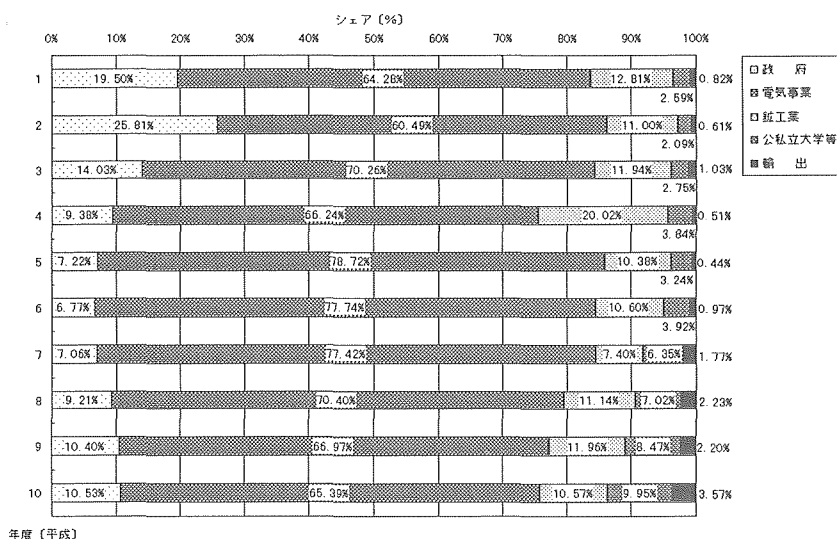 シェア〔%〕
0% 10% 20% 30% 40% 50% 60% 70% 80% 90% 100%
1 19.50% 64.28% 12.81% 0.82%
2.59%
2 25.81% 60.49% 11.00% 0.61%
2.09%
3 14.03% 70.26% 11.94% 1.03%
2.75%
4 9.38% 66.24% 20.02% 0.51%
3.84%
5 7.22% 78.72% 10.38% 0.44%
3.24%
6 6.77% 77.74% 10.60% 0.97%
3.92%
7 7.06% 77.42% 7.40% 6.35% 1.77%
8 9.21% 70.40% 11.14% 7.02% 2.23%
9 10.40% 66.97% 11.96% 8.47% 2.20%
10 10.53% 65.39% 10.57% 9.95% 3.57%
年度〔平成〕
政 府
電気事業
鉱工業
公私立大学等
輸 出